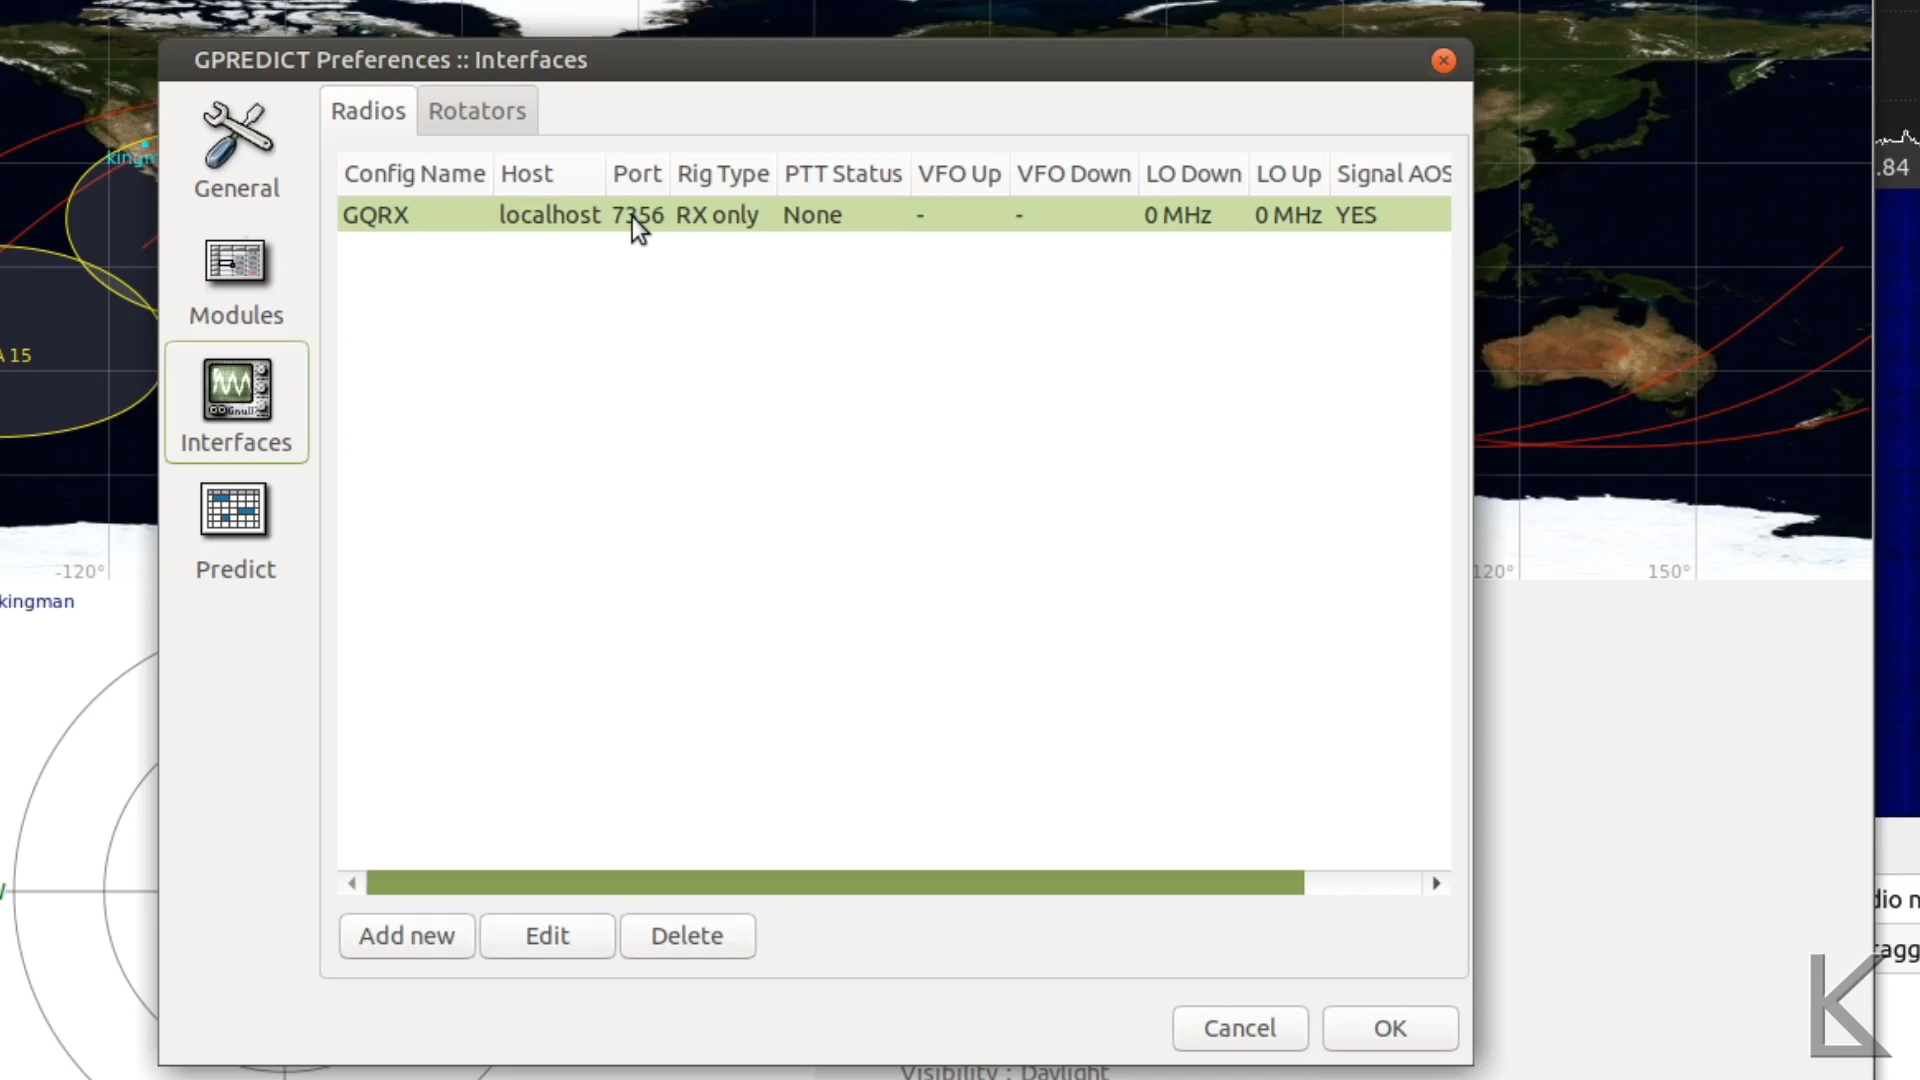 GPREDICT Preferences :: Interfaces
General
Modules
Interfaces
Predict
Radios Rotators
Config Name Host Port Rig Type PTT Status VFO Up VFO Down LO Down LO Up Signal AOS
GQRX localhost 7356 RX only None - - 0 MHz 0 MHz YES
Add new Edit Delete
Cancel OK
.84
A 15
-120°
120°
150°
kingman
Visibility : Daylight
K